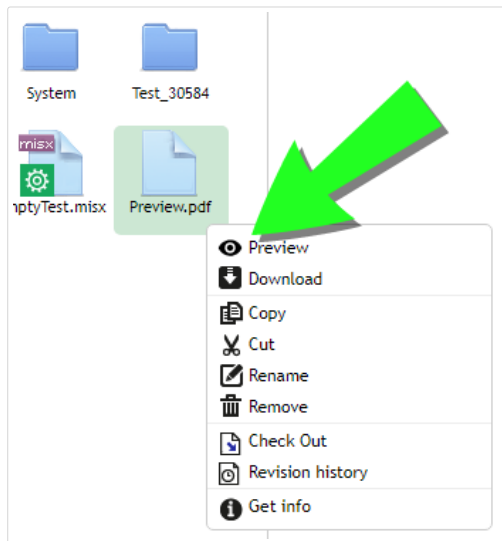 System Test_30584
misx
ptyTest.misx Preview.pdf
Preview
Download
Copy
Cut
Rename
Remove
Check Out
Revision history
Get info